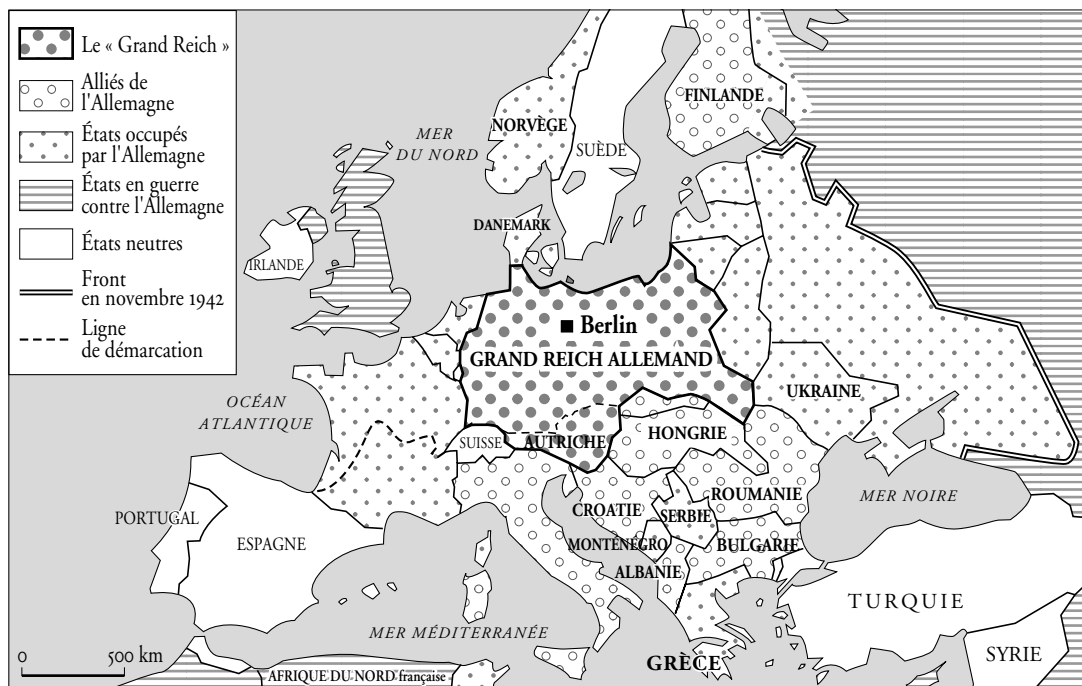 Le « Grand Reich »
Alliés de
l'Allemagne
États occupés
par l'Allemagne
États en guerre
contre l'Allemagne
États neutres
Front
en novembre 1942
Ligne
de démarcation
FINLANDE
NORVÈGE
MER
DU NORD
SUÈDE
DANEMARK
IRLANDE
Berlin
GRAND REICH ALLEMAND
UKRAINE
OCÉAN
ATLANTIQUE
SUISSE
AUTRICHE
HONGRIE
ROUMANIE
MER NOIRE
CROATIE
SERBIE
PORTUGAL
ESPAGNE
MONTÉNÉGRO
BULGARIE
ALBANIE
TURQUIE
MER MÉDITERRANÉE
SYRIE
GRÈCE
0 500 km
AFRIQUE DU NORD française